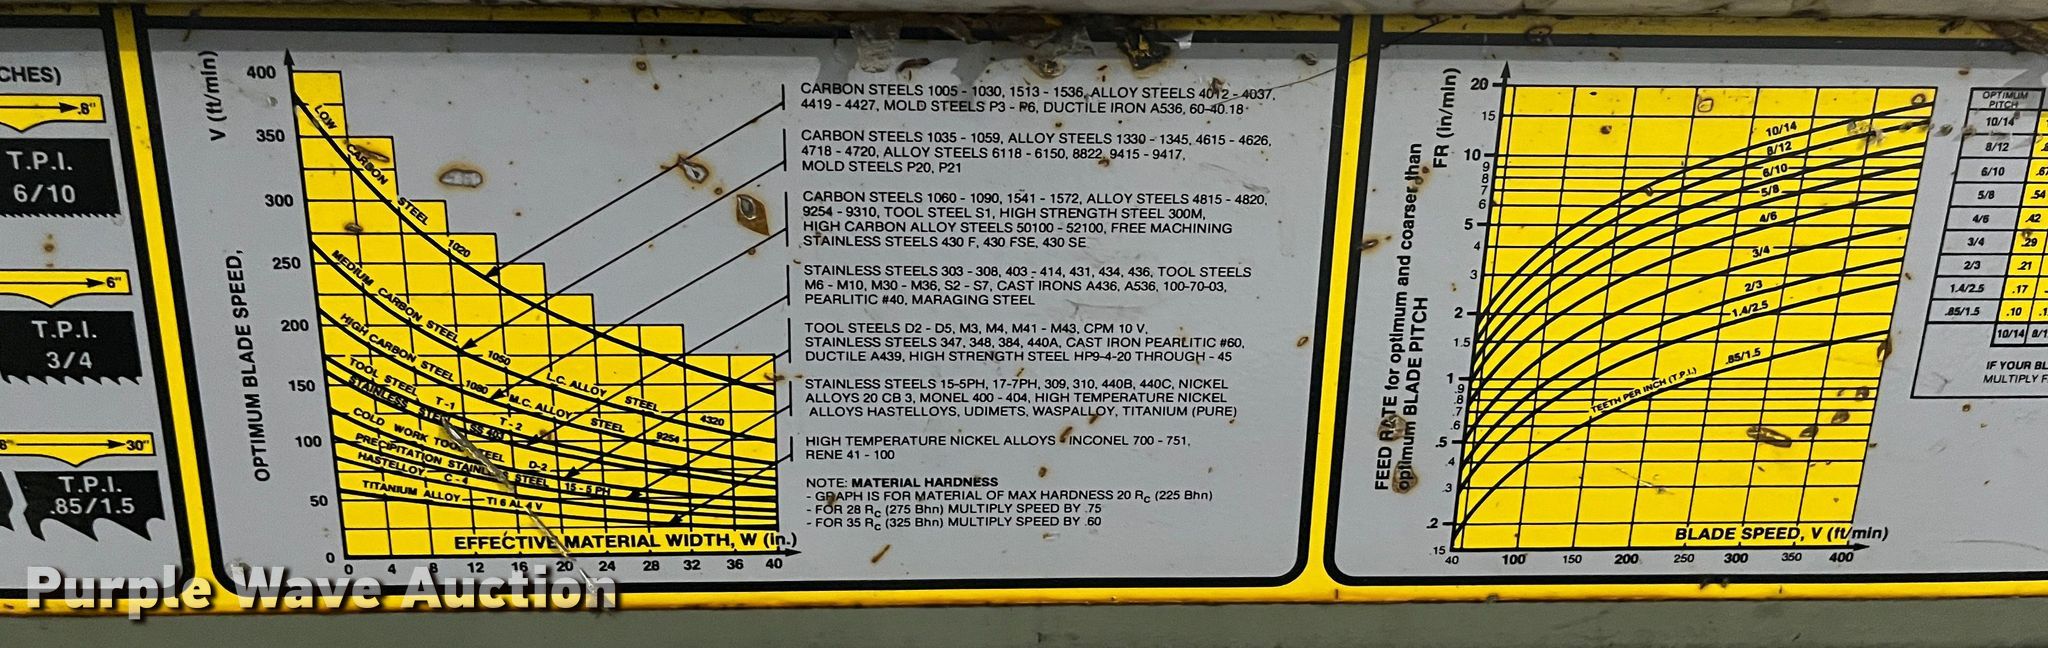 CHES)
.8"
T.P.I.
6/10
6"
T.P.I.
3/4
30"
T.P.I.
.85/1.5
OPTIMUM BLADE SPEED, V (ft/min)
400
350
300
250
200
150
100
50
0
LOW CARBON STEEL 1020
MEDIUM CARBON STEEL 1050
HIGH CARBON STEEL 1090
L.C. ALLOY STEEL 4320
M.C. ALLOY STEEL 9254
TOOL STEEL T-1 T-2
STAINLESS STEEL SS 403
COLD WORK TOOL STEEL D-2
PRECIPITATION STAINLESS STEEL 15-5 PH
HASTELLOY C-4
TITANIUM ALLOY TI 6 AL 4 V
EFFECTIVE MATERIAL WIDTH, W (in.)
0 4 8 12 16 20 24 28 32 36 40
CARBON STEELS 1005 - 1030, 1513 - 1536, ALLOY STEELS 4012 - 4037,
4419 - 4427, MOLD STEELS P3 - P6, DUCTILE IRON A536, 60-40.18
CARBON STEELS 1035 - 1059, ALLOY STEELS 1330 - 1345, 4615 - 4626,
4718 - 4720, ALLOY STEELS 6118 - 6150, 8822, 9415 - 9417,
MOLD STEELS P20, P21
CARBON STEELS 1060 - 1090, 1541 - 1572, ALLOY STEELS 4815 - 4820,
9254 - 9310, TOOL STEEL S1, HIGH STRENGTH STEEL 300M,
HIGH CARBON ALLOY STEELS 50100 - 52100, FREE MACHINING
STAINLESS STEELS 430 F, 430 FSE, 430 SE
STAINLESS STEELS 303 - 308, 403 - 414, 431, 434, 436, TOOL STEELS
M6 - M10, M30 - M36, S2 - S7, CAST IRONS A436, A536, 100-70-03,
PEARLITIC #40, MARAGING STEEL
TOOL STEELS D2 - D5, M3, M4, M41 - M43, CPM 10 V,
STAINLESS STEELS 347, 348, 384, 440A, CAST IRON PEARLITIC #60,
DUCTILE A439, HIGH STRENGTH STEEL HP9-4-20 THROUGH - 45
STAINLESS STEELS 15-5PH, 17-7PH, 309, 310, 440B, 440C, NICKEL
ALLOYS 20 CB 3, MONEL 400 - 404, HIGH TEMPERATURE NICKEL
ALLOYS HASTELLOYS, UDIMETS, WASPALLOY, TITANIUM (PURE)
HIGH TEMPERATURE NICKEL ALLOYS - INCONEL 700 - 751,
RENE 41 - 100
NOTE: MATERIAL HARDNESS
- GRAPH IS FOR MATERIAL OF MAX HARDNESS 20 RC (225 Bhn)
- FOR 28 RC (275 Bhn) MULTIPLY SPEED BY .75
- FOR 35 RC (325 Bhn) MULTIPLY SPEED BY .60
FEED RATE for optimum and coarser than
optimum BLADE PITCH
FR (in/min)
20
15
10
9
8
7
6
5
4
3
2
1.5
1
.9
.8
.7
.6
.5
.4
.3
.2
.15
10/14
8/12
6/10
5/8
4/6
3/4
2/3
1.4/2.5
.85/1.5
TEETH PER INCH (T.P.I.)
BLADE SPEED, V (ft/min)
40 100 150 200 250 300 350 400
OPTIMUM
PITCH
10/14
8/12
6/10 .67
5/8 .54
4/6 .42
3/4 .29
2/3 .21
1.4/2.5 .17
.85/1.5 .10
10/14
IF YOUR BL
MULTIPLY F
Purple Wave Auction